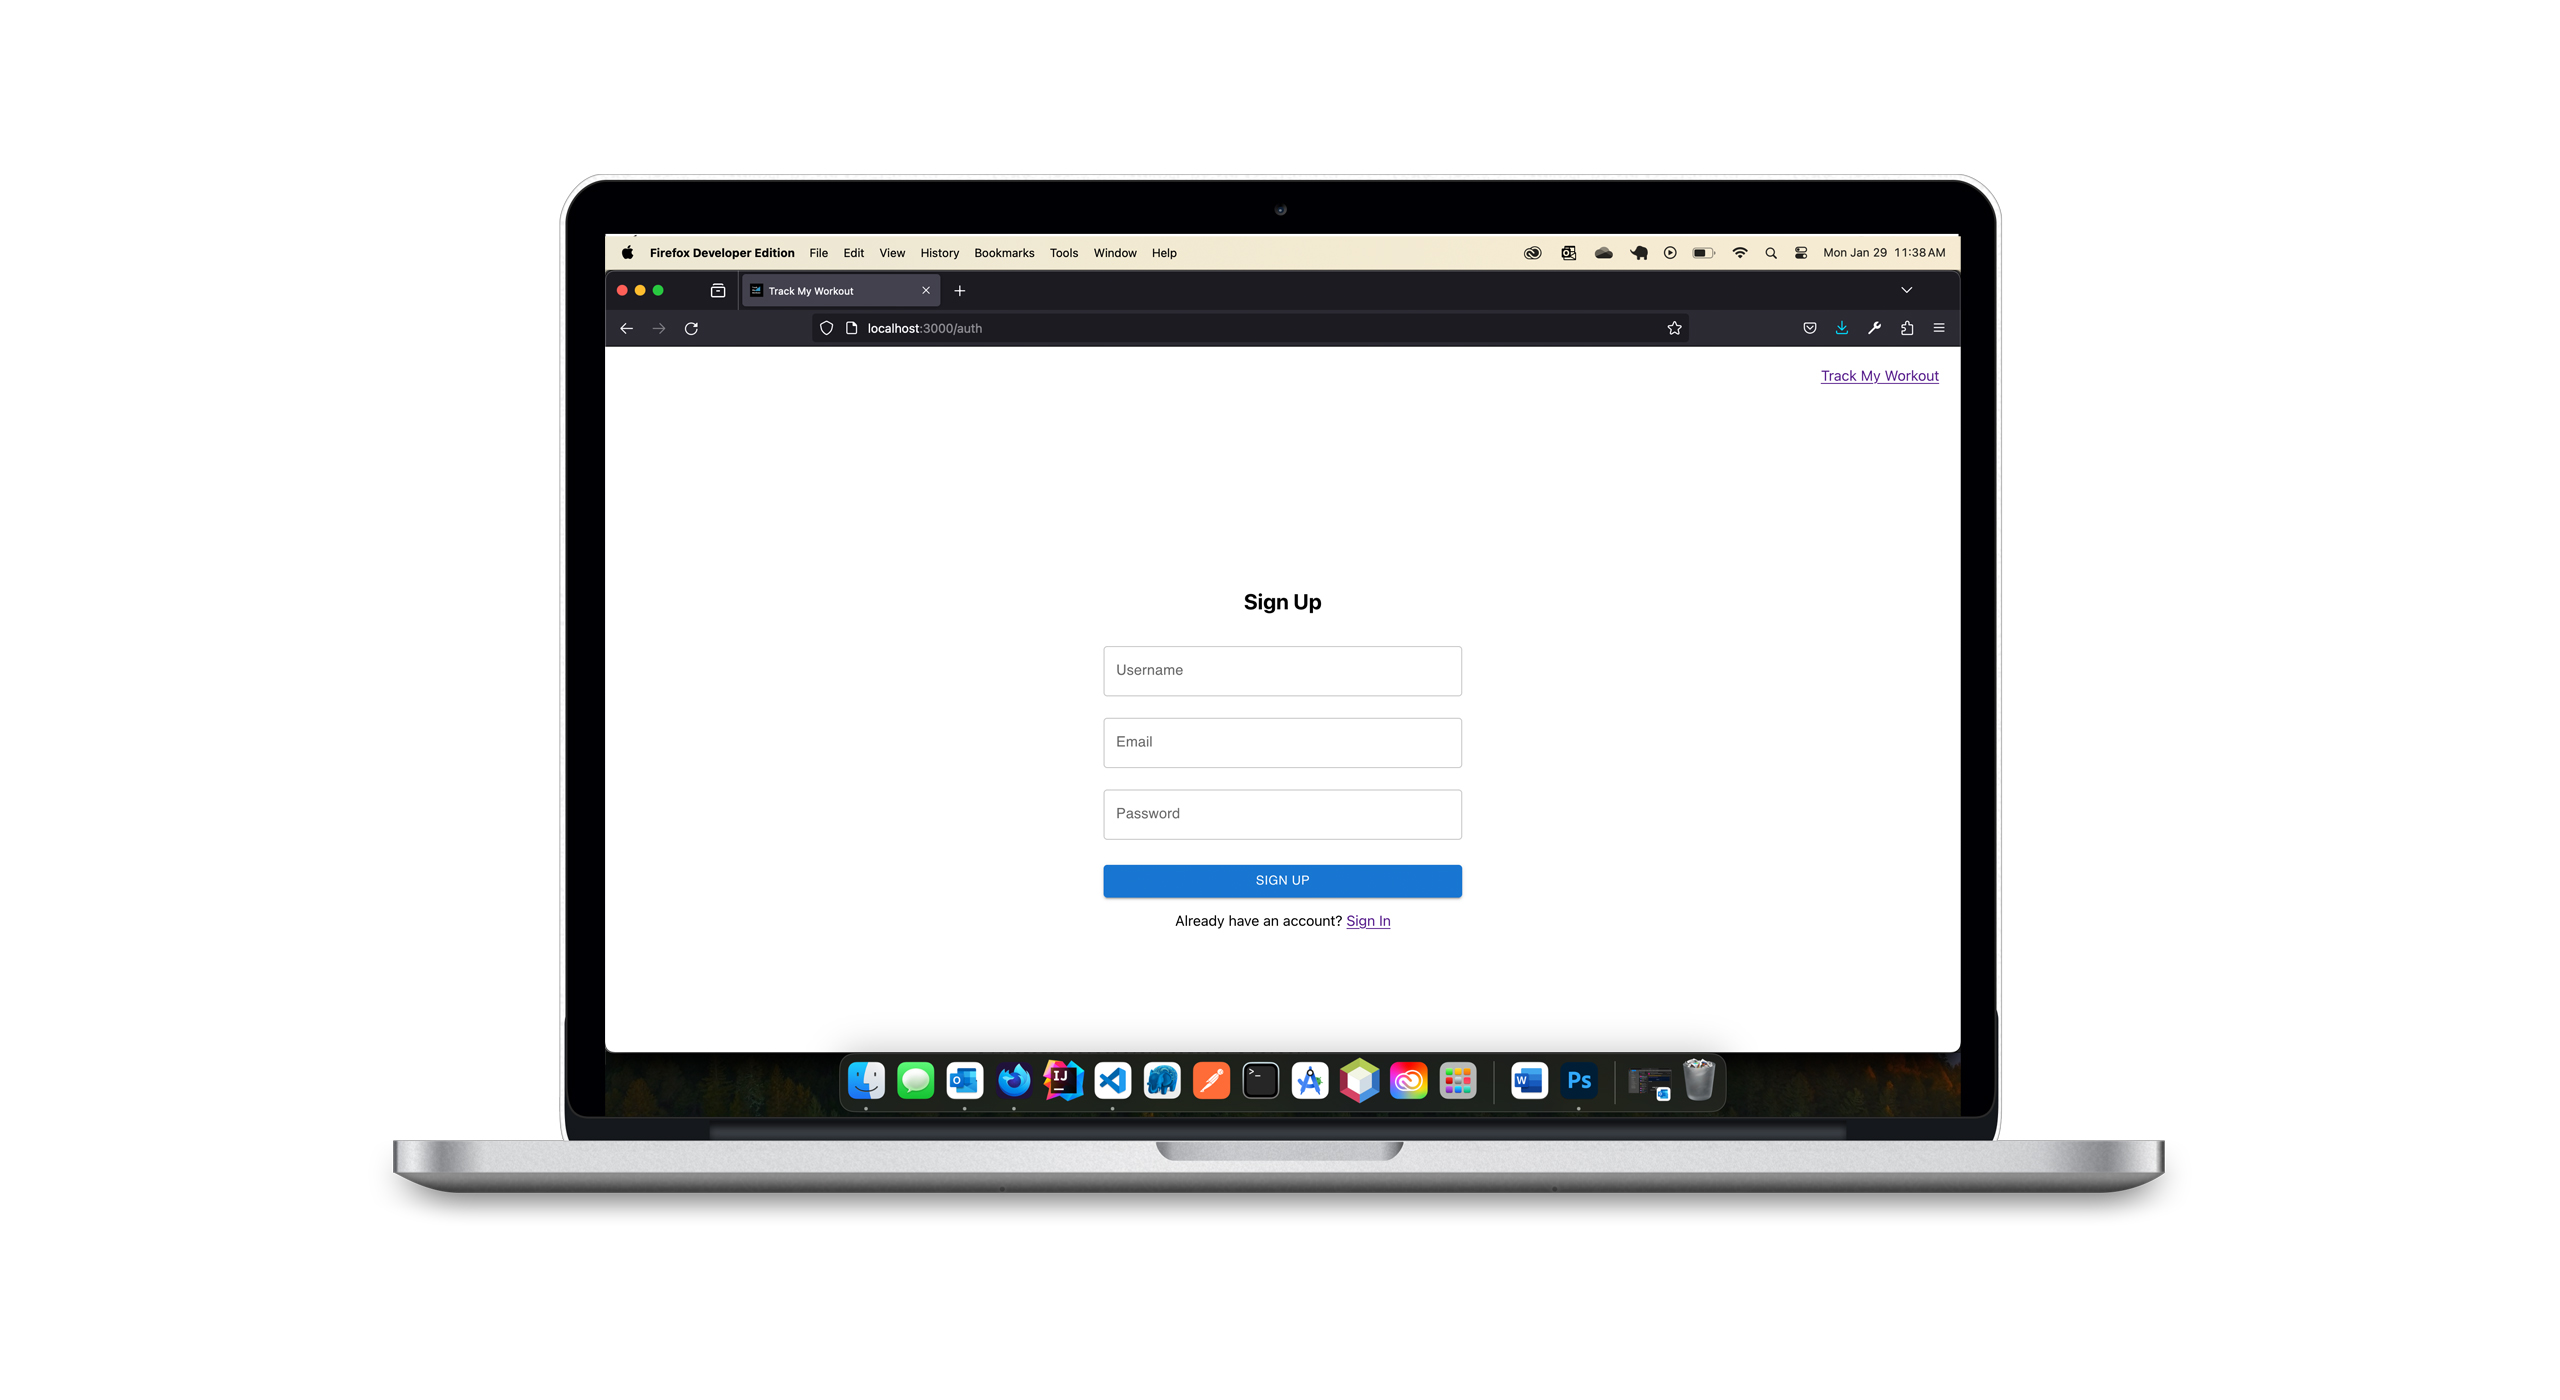 Firefox Developer Edition File Edit View History Bookmarks Tools Window Help Mon Jan 29 11:38 AM
Track My Workout
localhost:3000/auth
Track My Workout
Sign Up
Username
Email
Password
SIGN UP
Already have an account? Sign In
IJ
>_
W
Ps